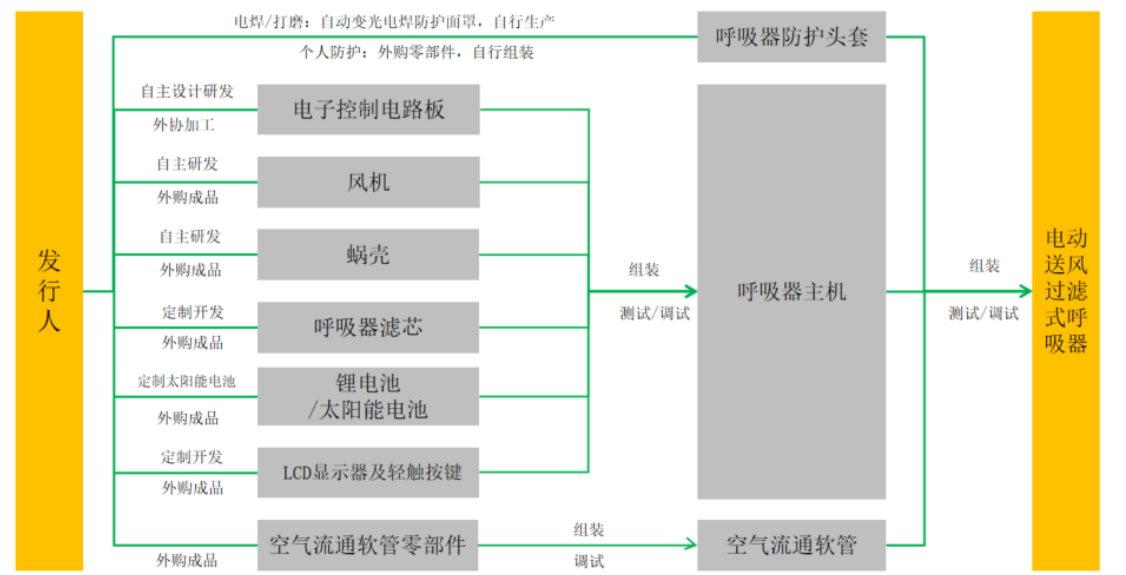 电焊/打磨：自动变光电焊防护面罩，自行生产
个人防护：外购零部件，自行组装
呼吸器防护头套
自主设计研发
外协加工
电子控制电路板
自主研发
外购成品
风机
自主研发
外购成品
蜗壳
定制开发
外购成品
呼吸器滤芯
定制太阳能电池
外购成品
锂电池
/太阳能电池
定制开发
外购成品
LCD显示器及轻触按键
外购成品
空气流通软管零部件
发
行
人
组装
测试/调试
呼吸器主机
组装
调试
空气流通软管
组装
测试/调试
电动
送风
过滤
式呼
吸器